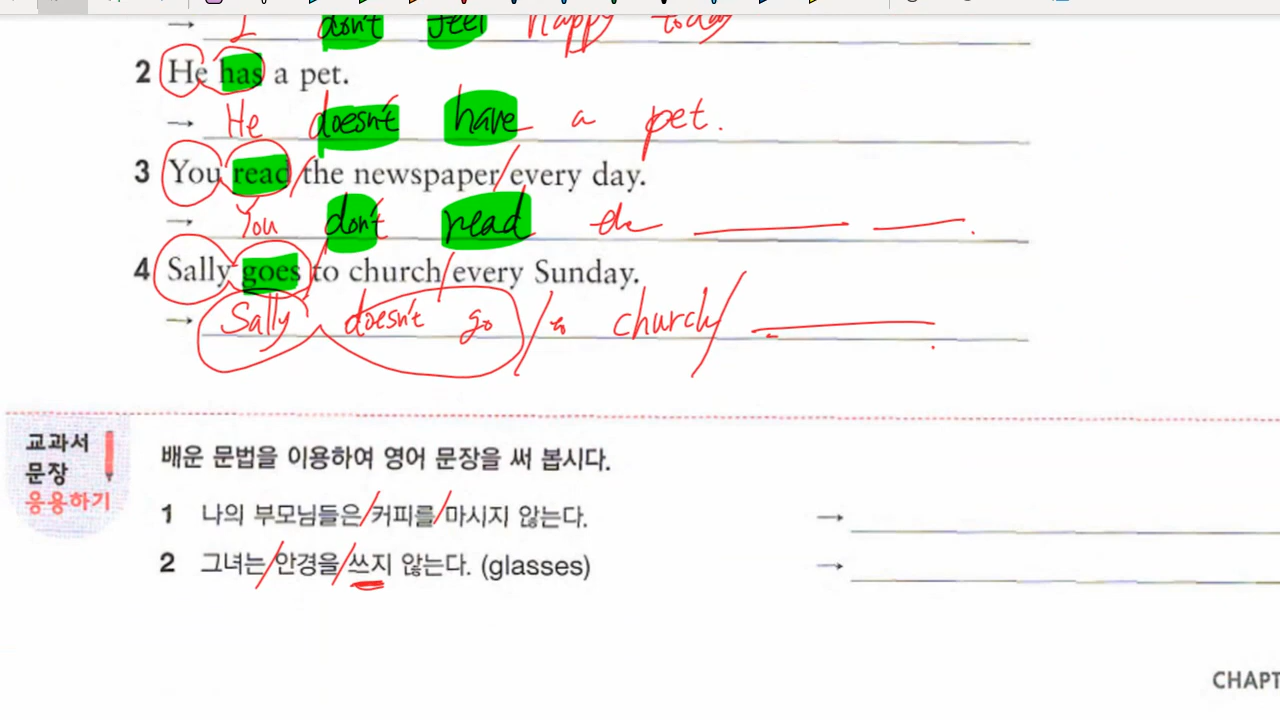 → I don't feel happy today
2 He has a pet.
→ He doesn't have a pet.
3 You read the newspaper every day.
→ You don't read the
4 Sally goes to church every Sunday.
→ Sally doesn't go to church
교과서
문장
응용하기
배운 문법을 이용하여 영어 문장을 써 봅시다.
1 나의 부모님들은 커피를 마시지 않는다. →
2 그녀는 안경을 쓰지 않는다. (glasses) →
CHAPT